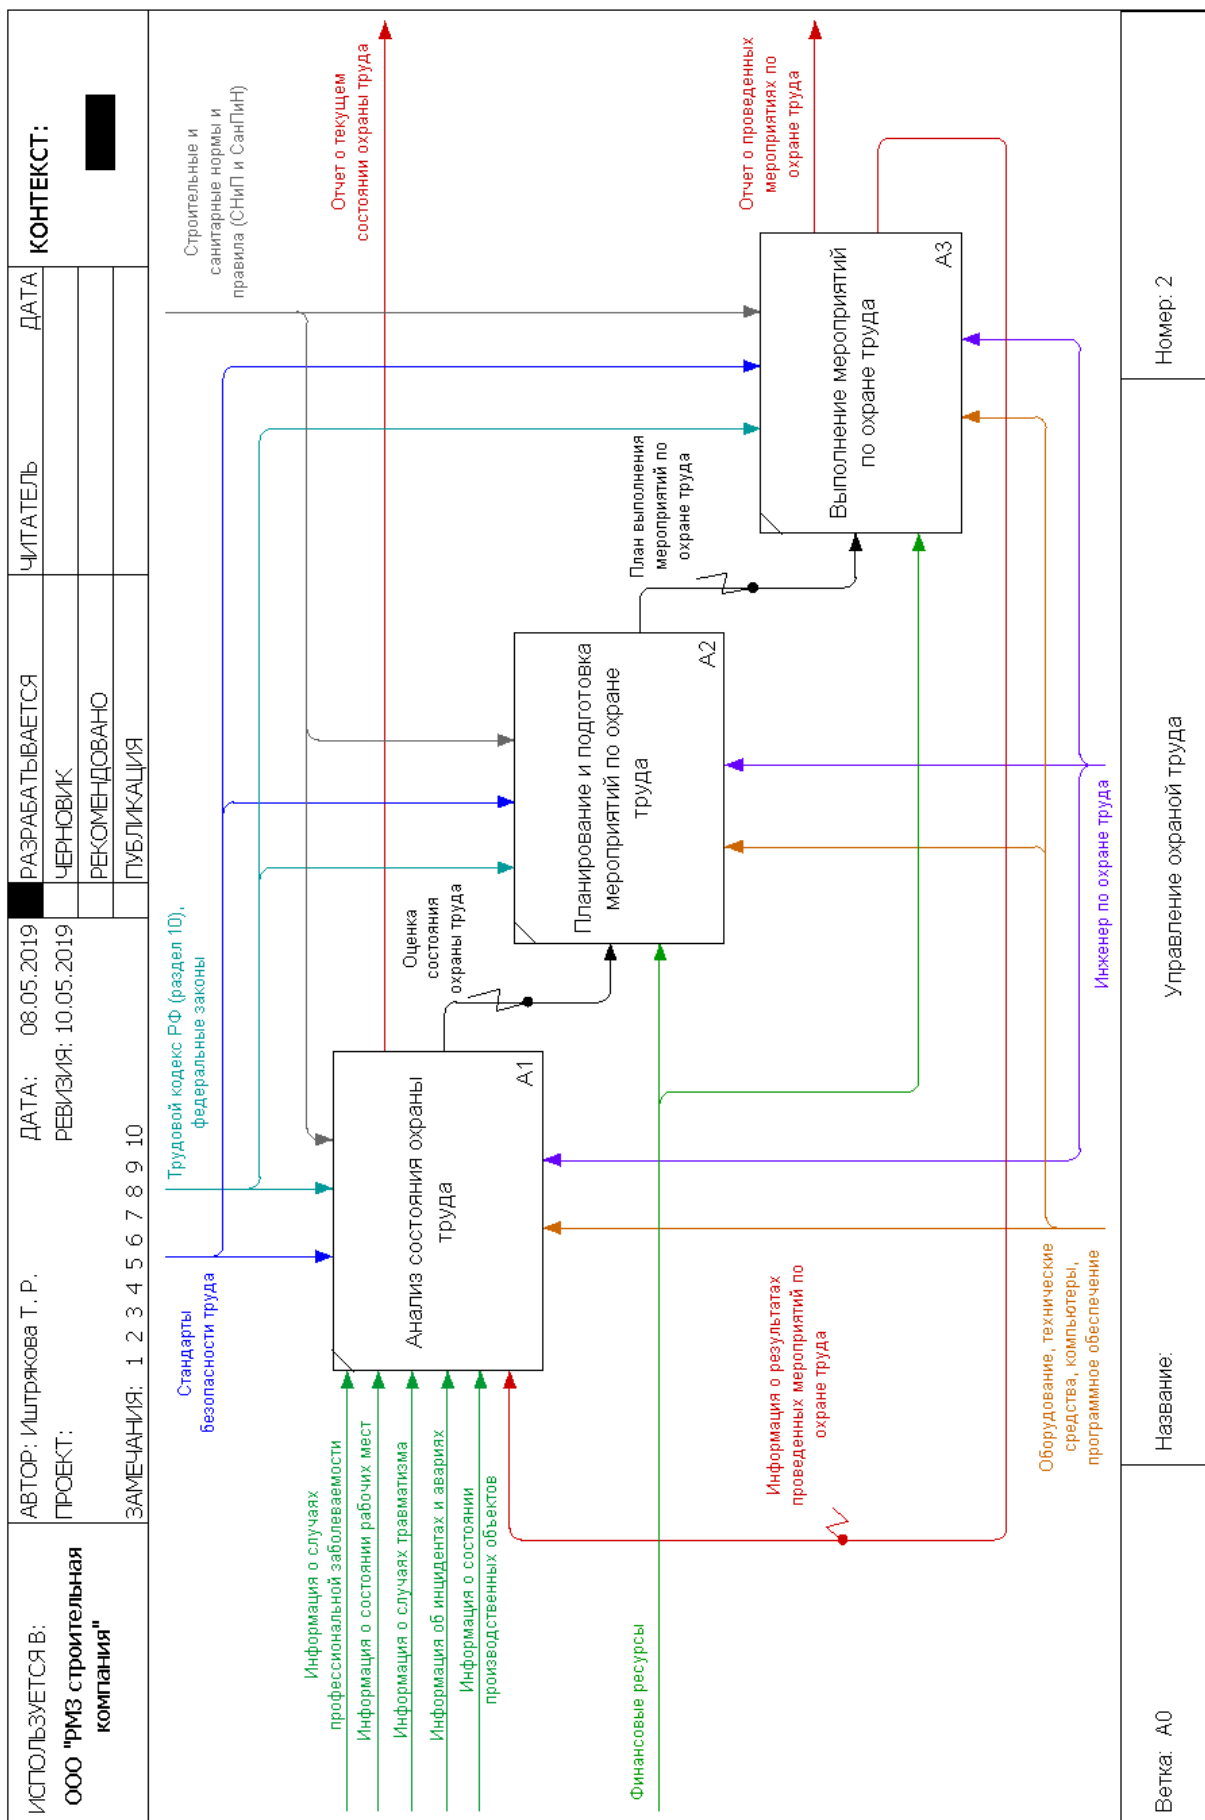 ИСПОЛЬЗУЕТСЯ В:
ООО "РМЗ строительная
компания"
АВТОР: Иштрякова Т. Р.
ДАТА: 08.05.2019
ПРОЕКТ:
РЕВИЗИЯ: 10.05.2019
ЗАМЕЧАНИЯ: 1 2 3 4 5 6 7 8 9 10
РАЗРАБАТЫВАЕТСЯ
ЧЕРНОВИК
РЕКОМЕНДОВАНО
ПУБЛИКАЦИЯ
ЧИТАТЕЛЬ
ДАТА
КОНТЕКСТ:
Стандарты
безопасности труда
Трудовой кодекс РФ (раздел 10),
федеральные законы
Строительные и
санитарные нормы и
правила (СНиП и СанПиН)
Информация о случаях
профессиональной заболеваемости
Информация о состоянии рабочих мест
Информация о случаях травматизма
Информация об инцидентах и авариях
Информация о состоянии
производственных объектов
Анализ состояния охраны
труда
A1
Отчет о текущем
состоянии охраны труда
Оценка
состояния
охраны труда
Планирование и подготовка
мероприятий по охране
труда
A2
План выполнения
мероприятий по
охране труда
Финансовые ресурсы
Выполнение мероприятий
по охране труда
A3
Отчет о проведенных
мероприятиях по
охране труда
Информация о результатах
проведенных мероприятий по
охране труда
Оборудование, технические
средства, компьютеры,
программное обеспечение
Инженер по охране труда
Ветка: A0
Название:
Управление охраной труда
Номер: 2